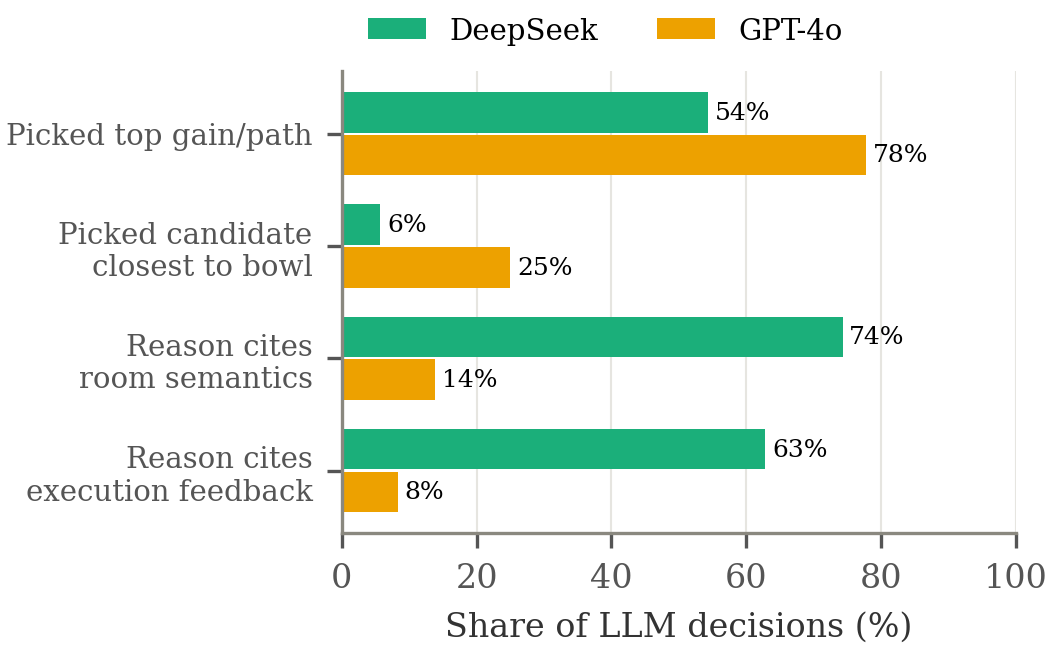 DeepSeek GPT-4o
Picked top gain/path
54%
78%
Picked candidate
closest to bowl
6%
25%
Reason cites
room semantics
74%
14%
Reason cites
execution feedback
63%
8%
0 20 40 60 80 100
Share of LLM decisions (%)